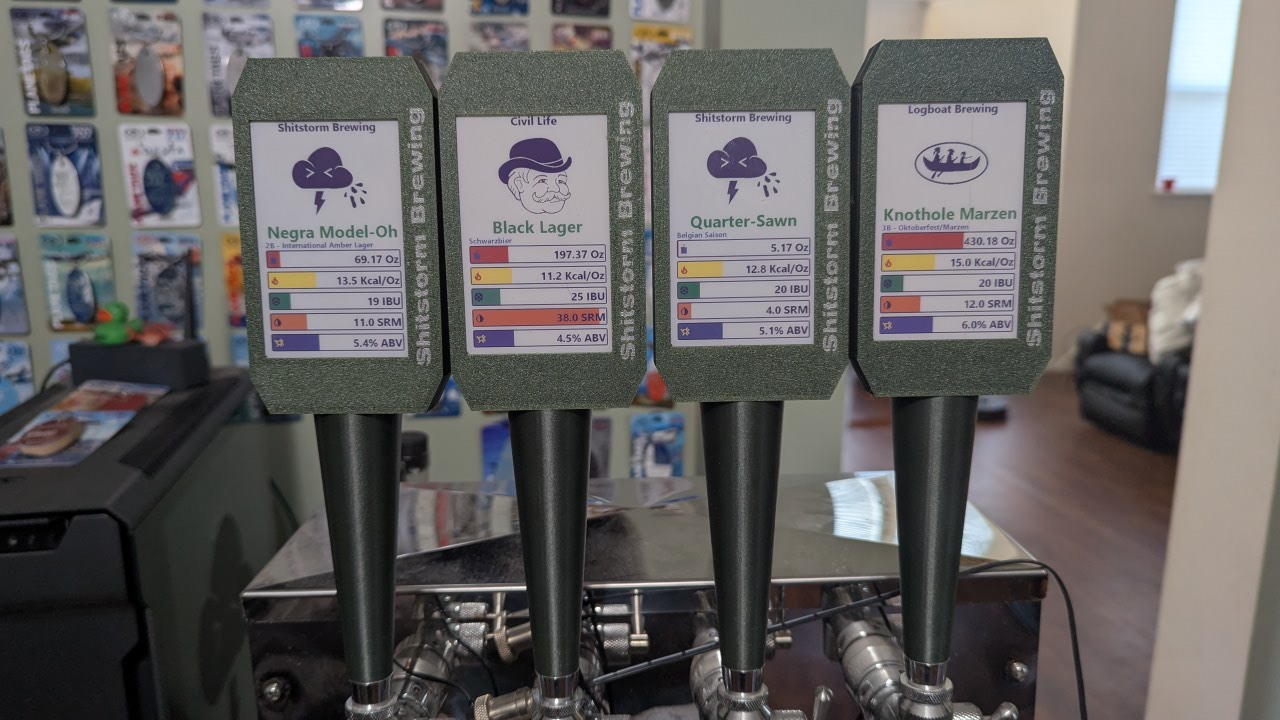 Shitstorm Brewing
Negra Model-Oh
2B - International Amber Lager
69.17 Oz
13.5 Kcal/Oz
19 IBU
11.0 SRM
5.4% ABV
Shitstorm Brewing
Civil Life
Black Lager
Schwarzbier
197.37 Oz
11.2 Kcal/Oz
25 IBU
38.0 SRM
4.5% ABV
Shitstorm Brewing
Shitstorm Brewing
Quarter-Sawn
Belgian Saison
5.17 Oz
12.8 Kcal/Oz
20 IBU
4.0 SRM
5.1% ABV
Shitstorm Brewing
Logboat Brewing
Knothole Marzen
3B - Oktoberfest/Marzen
430.18 Oz
15.0 Kcal/Oz
20 IBU
12.0 SRM
6.0% ABV
Shitstorm Brewing
PLANETAGS